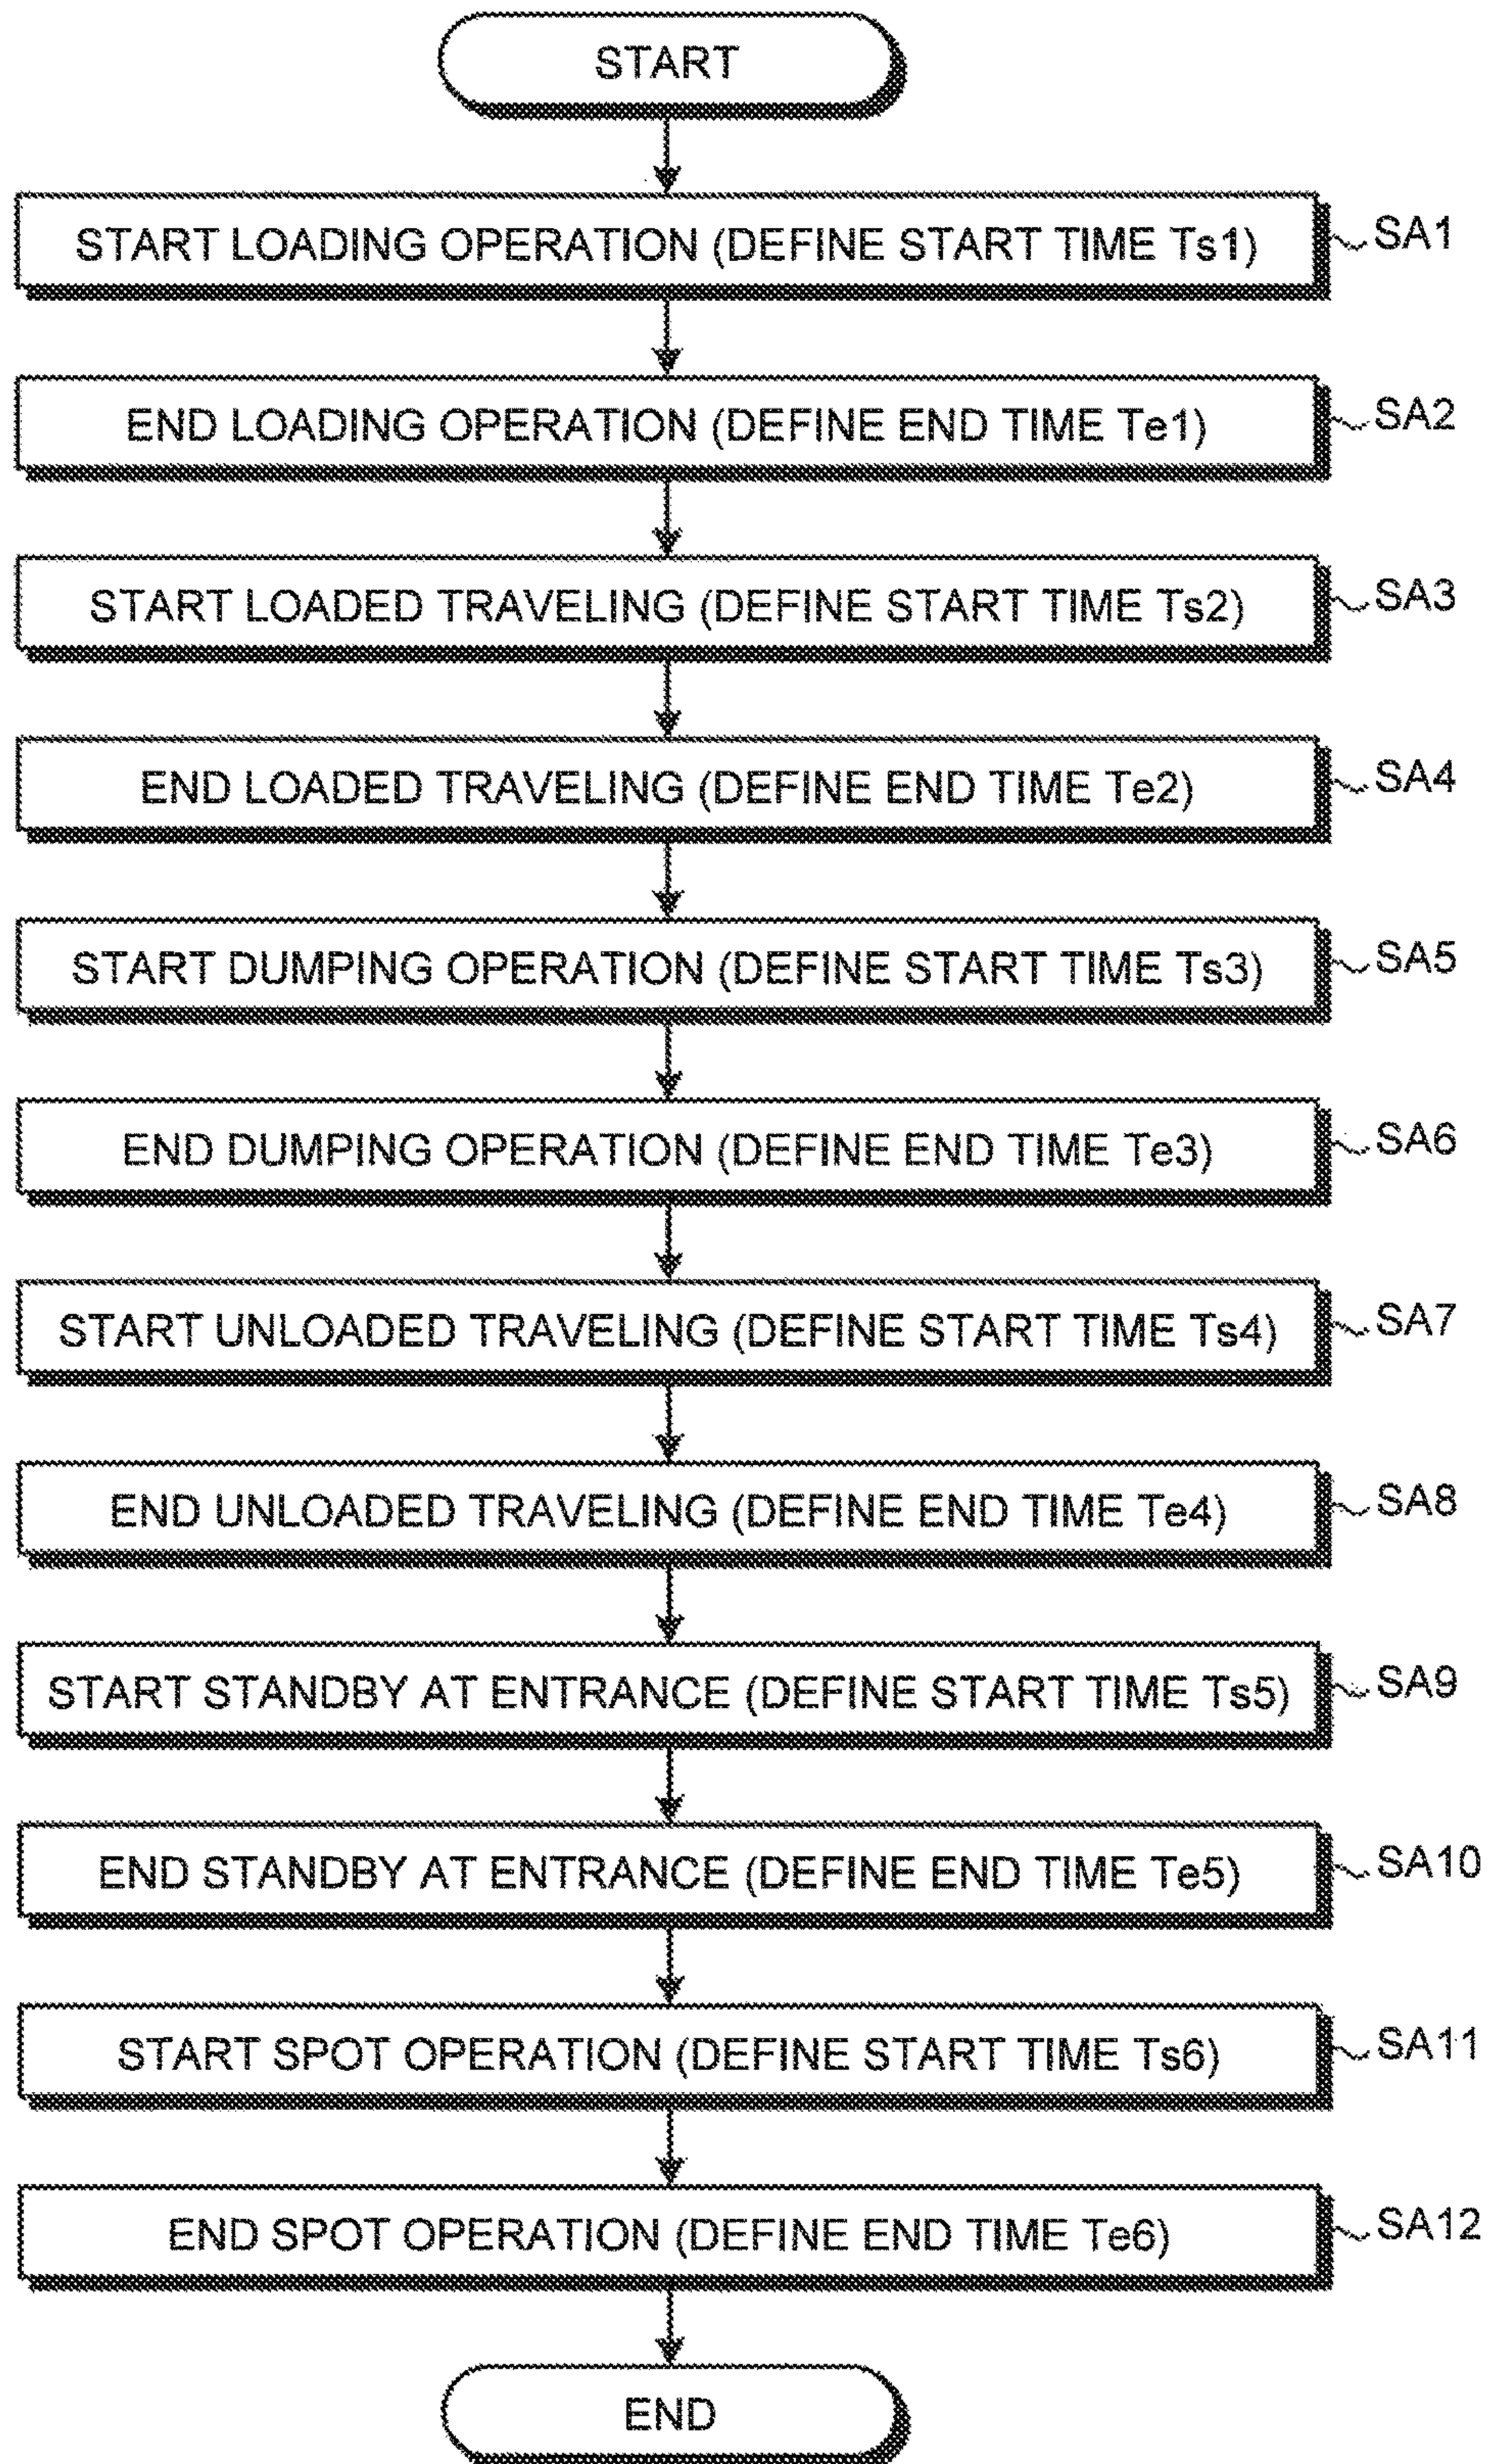 START
START LOADING OPERATION (DEFINE START TIME Ts1)
SA1
END LOADING OPERATION (DEFINE END TIME Te1)
SA2
START LOADED TRAVELING (DEFINE START TIME Ts2)
SA3
END LOADED TRAVELING (DEFINE END TIME Te2)
SA4
START DUMPING OPERATION (DEFINE START TIME Ts3)
SA5
END DUMPING OPERATION (DEFINE END TIME Te3)
SA6
START UNLOADED TRAVELING (DEFINE START TIME Ts4)
SA7
END UNLOADED TRAVELING (DEFINE END TIME Te4)
SA8
START STANDBY AT ENTRANCE (DEFINE START TIME Ts5)
SA9
END STANDBY AT ENTRANCE (DEFINE END TIME Te5)
SA10
START SPOT OPERATION (DEFINE START TIME Ts6)
SA11
END SPOT OPERATION (DEFINE END TIME Te6)
SA12
END